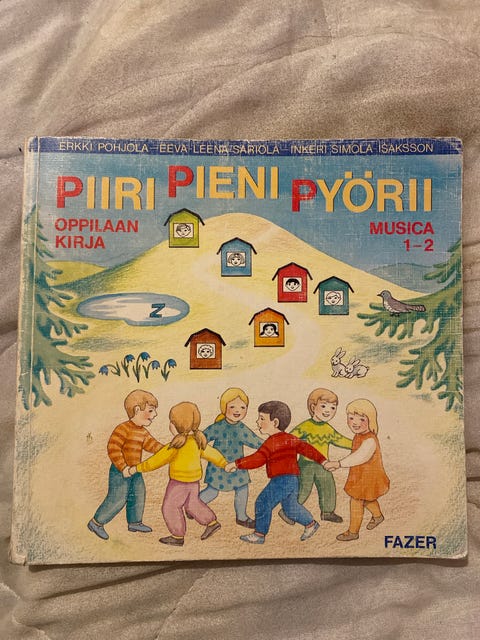 ERKKI POHJOLA – EEVA-LEENA SARIOLA – INKERI SIMOLA-ISAKSSON
PIIRI PIENI PYÖRII
OPPILAAN
KIRJA
MUSICA
1–2
Z
FAZER